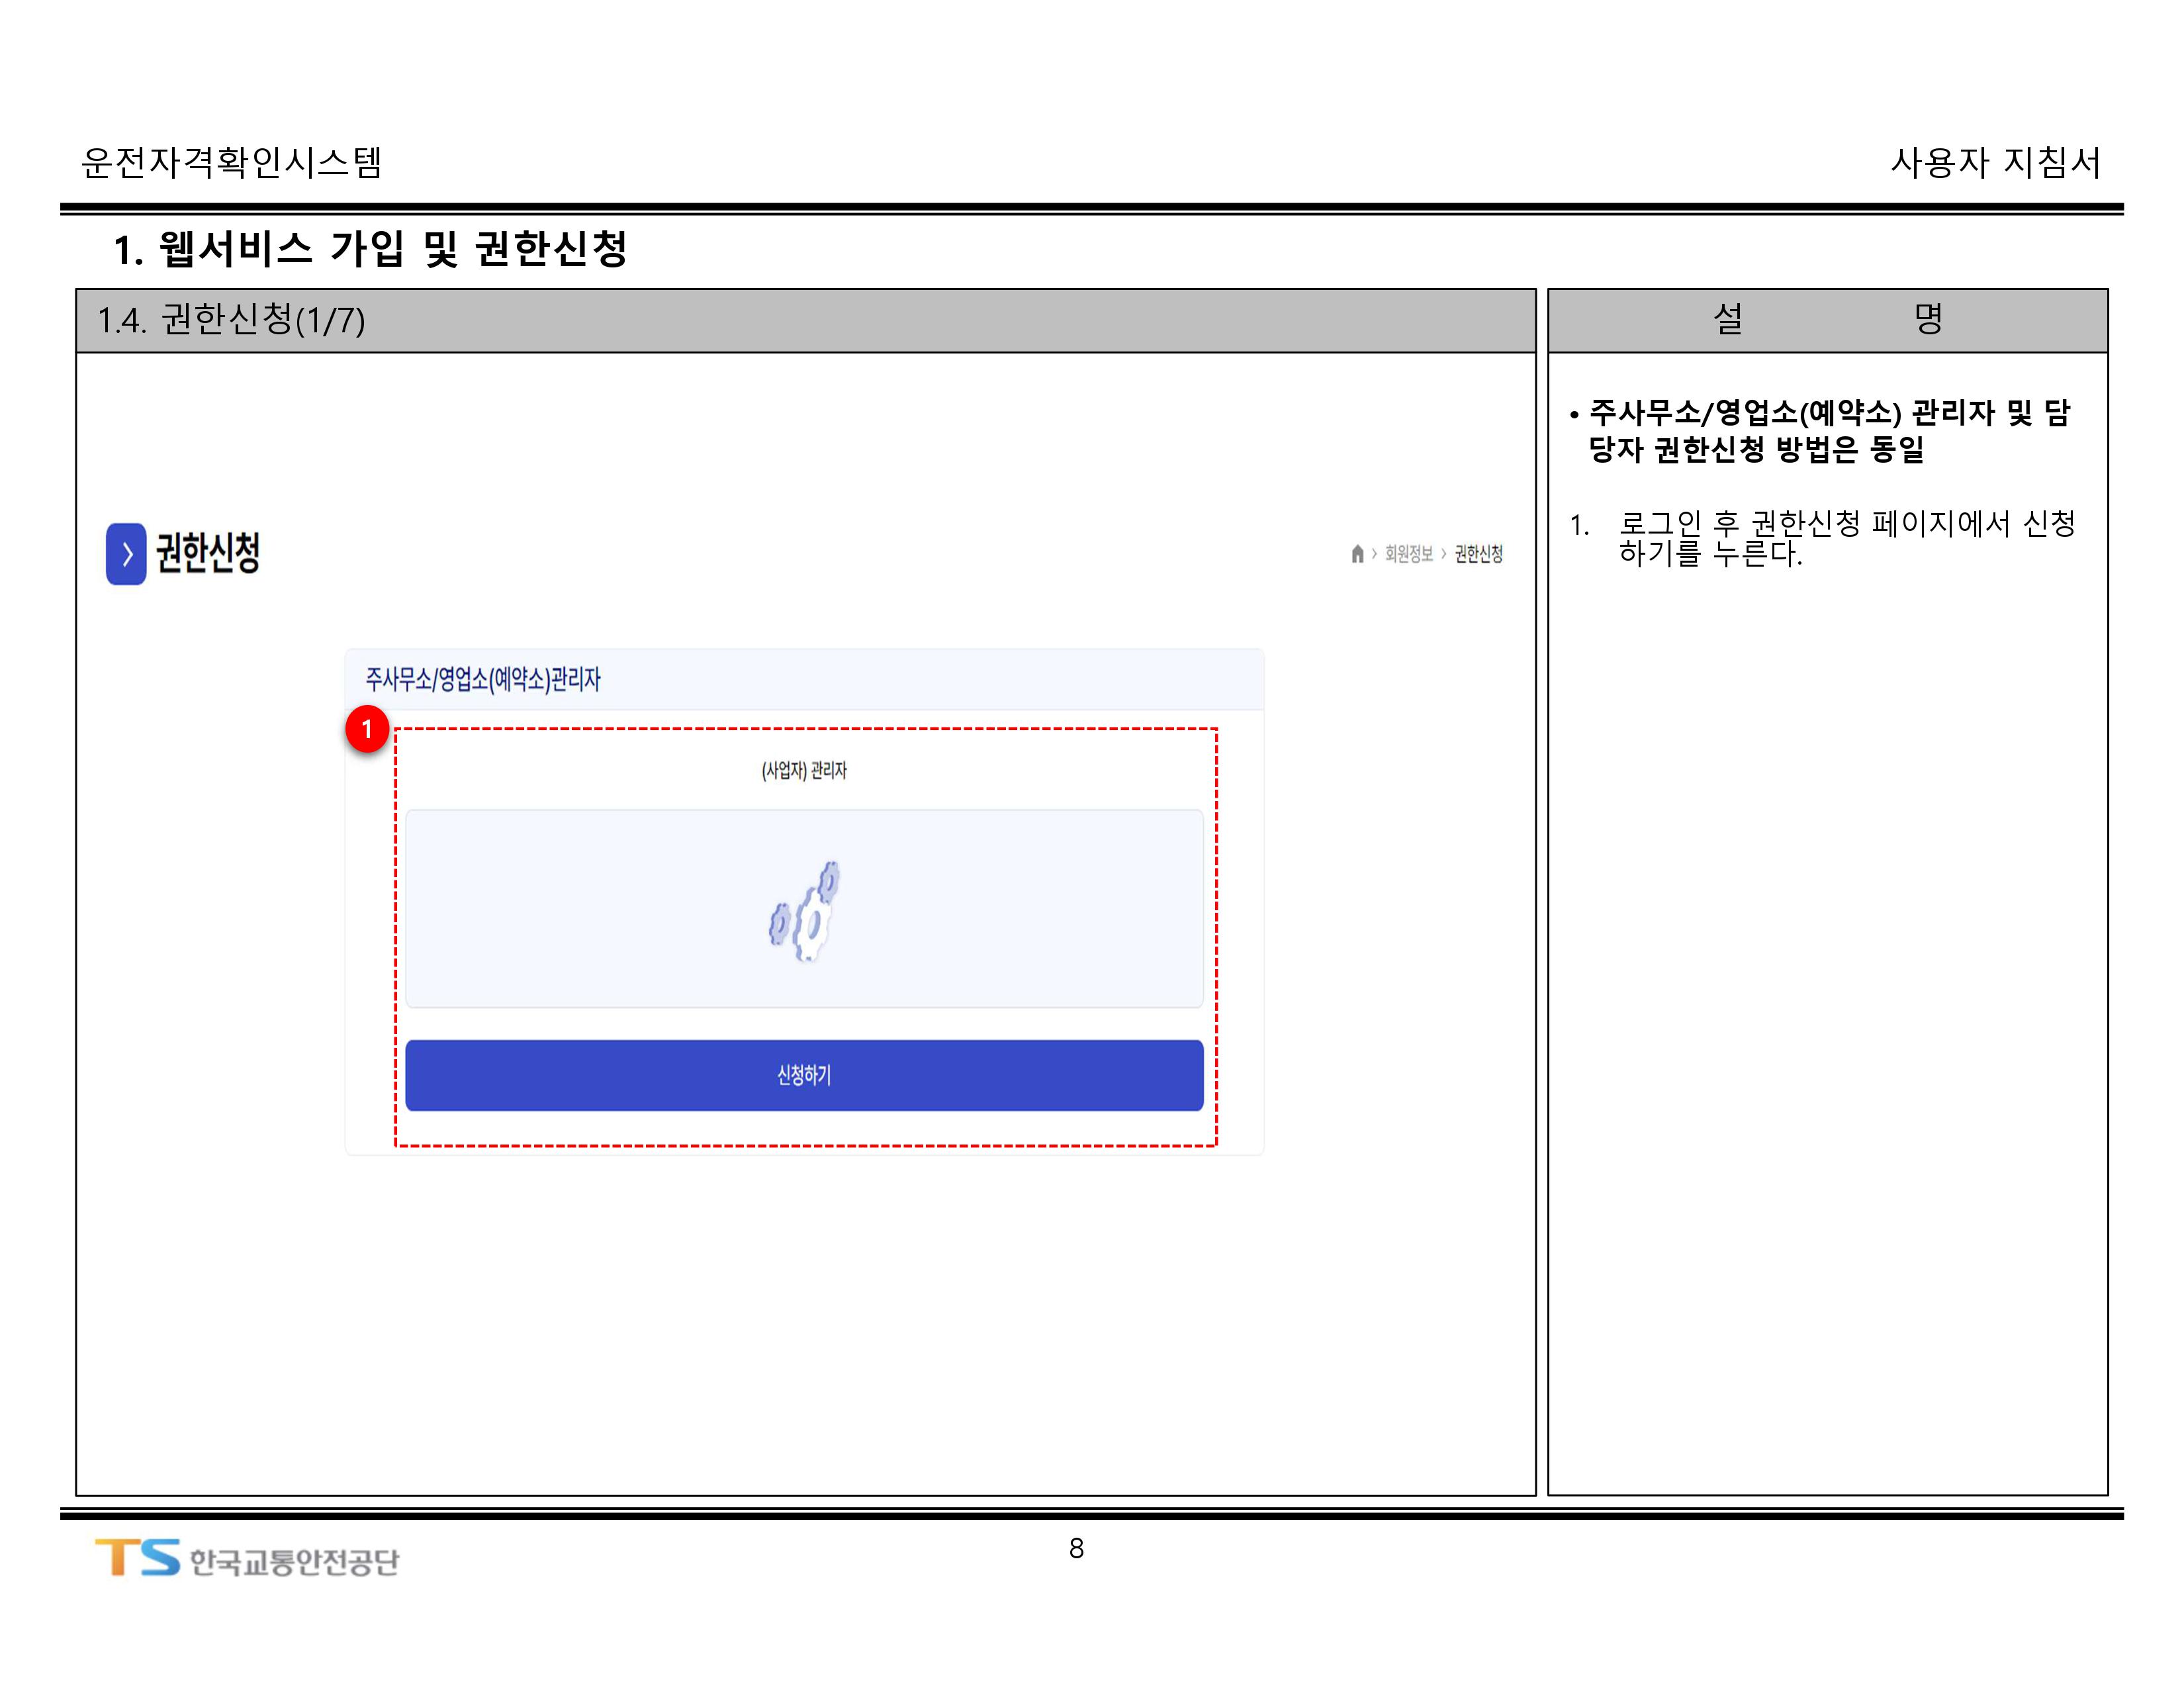 운전자격확인시스템
사용자 지침서
1. 웹서비스 가입 및 권한신청
1.4. 권한신청(1/7)
권한신청
회원정보 > 권한신청
주사무소/영업소(예약소)관리자
1
(사업자) 관리자
신청하기
설 명
• 주사무소/영업소(예약소) 관리자 및 담
당자 권한신청 방법은 동일
1. 로그인 후 권한신청 페이지에서 신청
하기를 누른다.
TS 한국교통안전공단
8